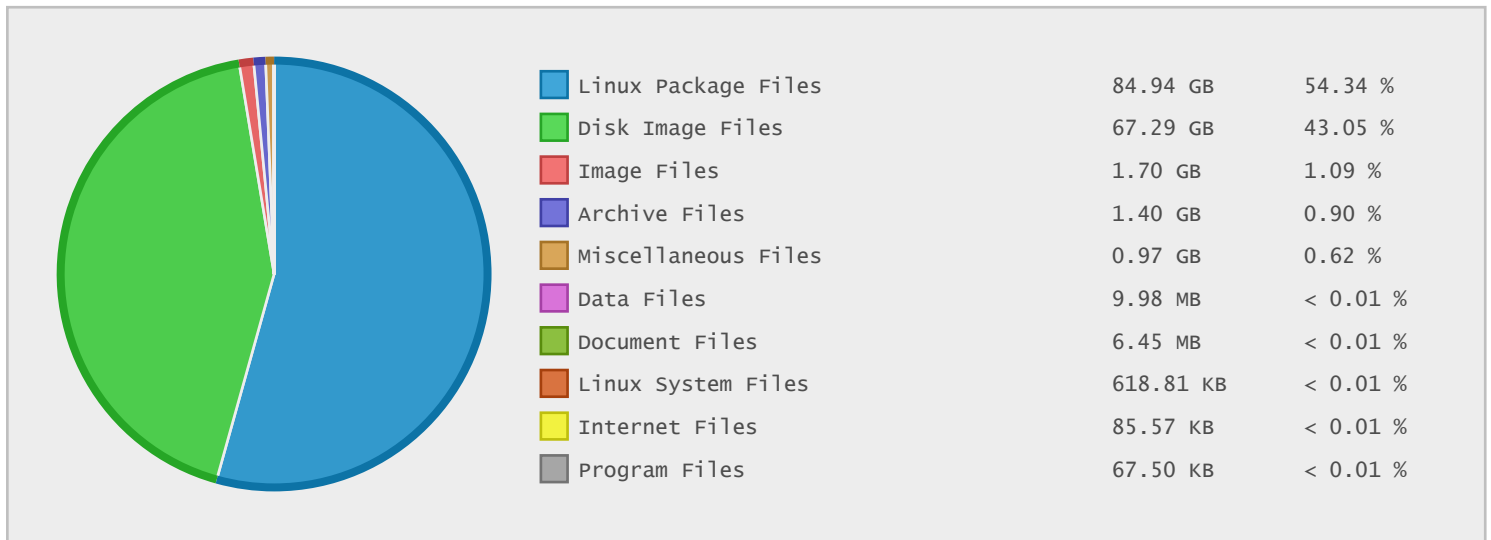 Linux Package Files 84.94 GB 54.34 %
Disk Image Files 67.29 GB 43.05 %
Image Files 1.70 GB 1.09 %
Archive Files 1.40 GB 0.90 %
Miscellaneous Files 0.97 GB 0.62 %
Data Files 9.98 MB < 0.01 %
Document Files 6.45 MB < 0.01 %
Linux System Files 618.81 KB < 0.01 %
Internet Files 85.57 KB < 0.01 %
Program Files 67.50 KB < 0.01 %